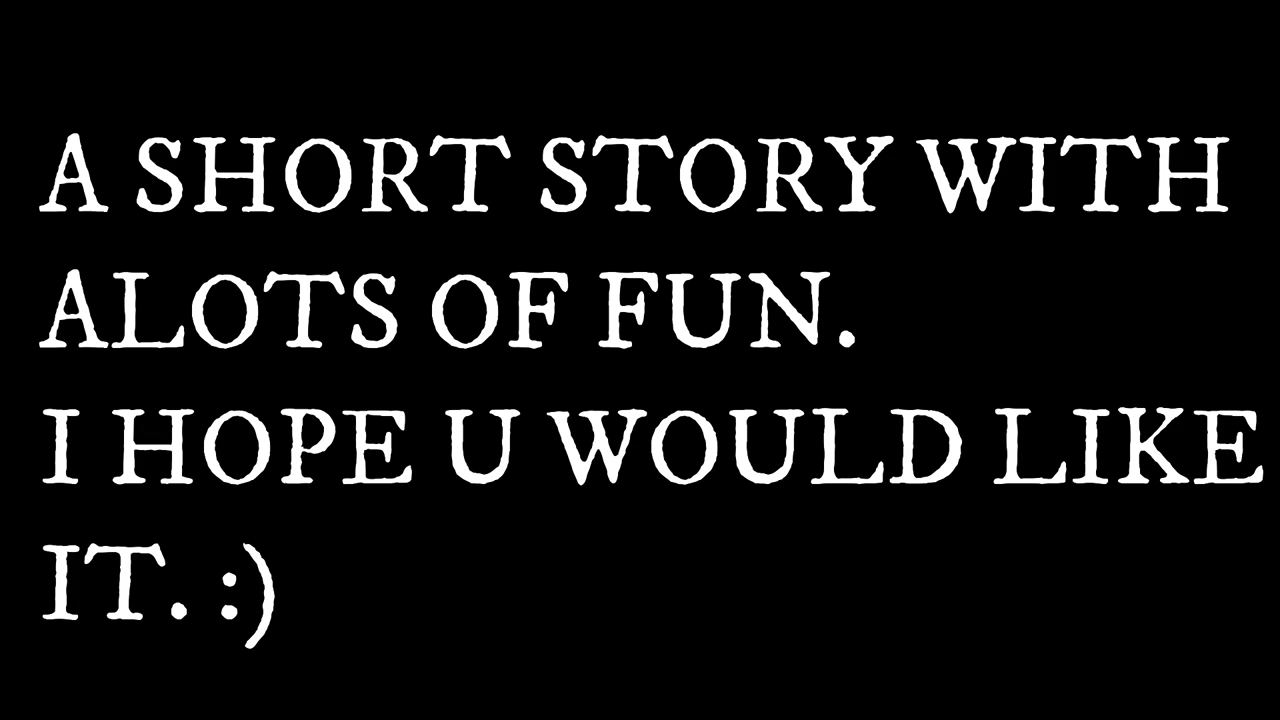 A SHORT STORY WITH
ALOTS OF FUN.
I HOPE U WOULD LIKE
IT. :)